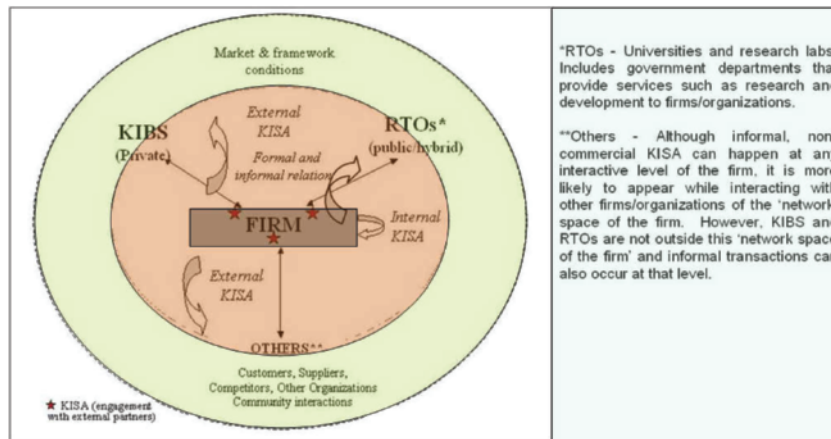 Market & framework
conditions
External
KISA
KIBS
(Private)
RTOs*
(public/hybrid)
Formal and
informal relation
FIRM
Internal
KISA
External
KISA
OTHERS**
Customers, Suppliers,
Competitors, Other Organizations
Community interactions
★ KISA (engagement
with external partners)
*RTOs - Universities and research labs
Includes government departments tha
provide services such as research an
development to firms/organizations.
**Others - Although informal, non
commercial KISA can happen at any
interactive level of the firm, it is more
likely to appear while interacting with
other firms/organizations of the 'network
space of the firm. However, KIBS an
RTOs are not outside this 'network space
of the firm' and informal transactions ca
also occur at that level.